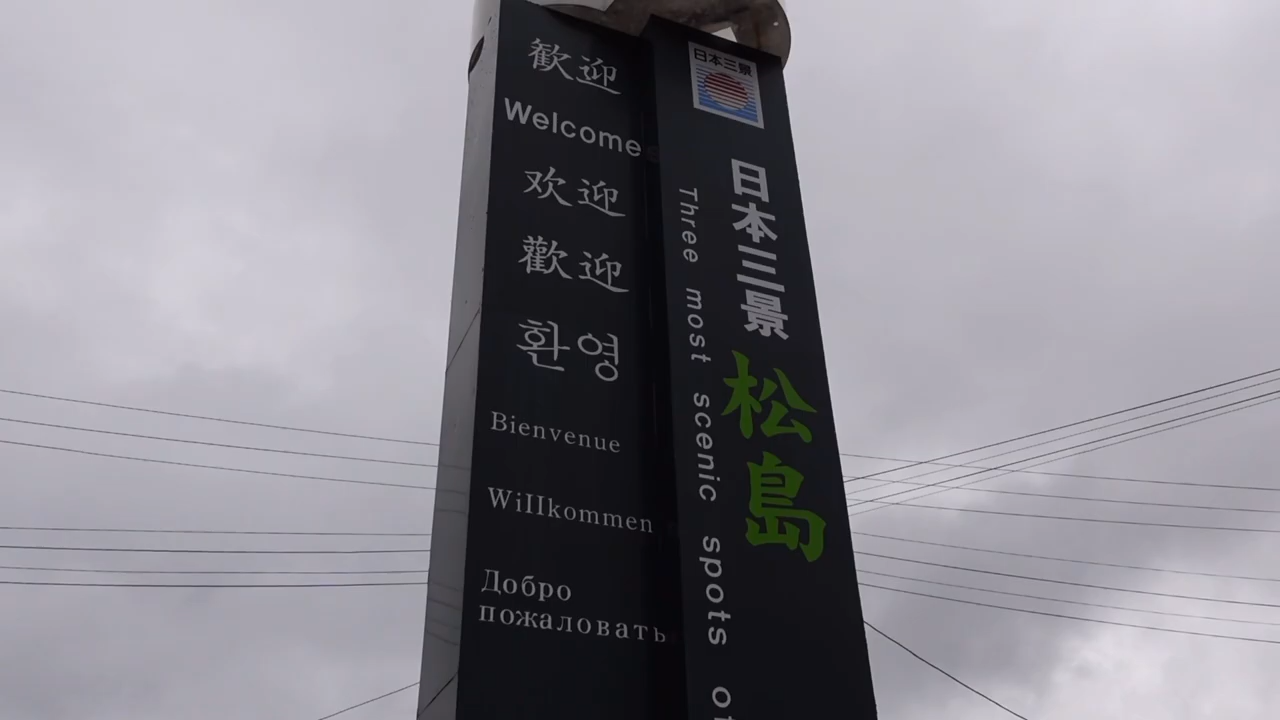 歓迎
Welcome
欢迎
歡迎
환영
Bienvenue
WiIIkommen
Добро
пожаловать
日本三景
日本三景
松島
Three most scenic spots